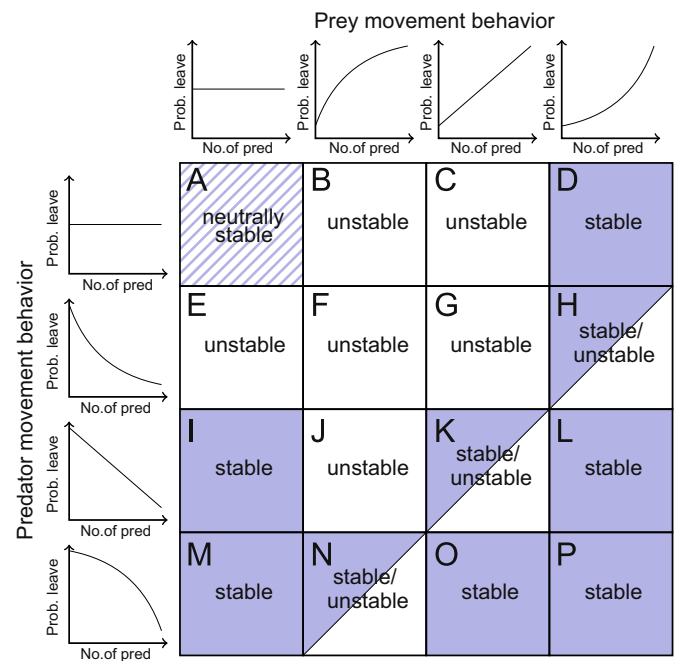 Prey movement behavior
Prob. leave
Prob. leave
Prob. leave
Prob. leave
No.of pred
No.of pred
No.of pred
No.of pred
Predator movement behavior
Prob. leave
No.of pred
A
neutrally
stable
B
unstable
C
unstable
D
stable
Prob. leave
No.of pred
E
unstable
F
unstable
G
unstable
H
stable/
unstable
Prob. leave
No.of pred
I
stable
J
unstable
K
stable/
unstable
L
stable
Prob. leave
No.of pred
M
stable
N
stable/
unstable
O
stable
P
stable